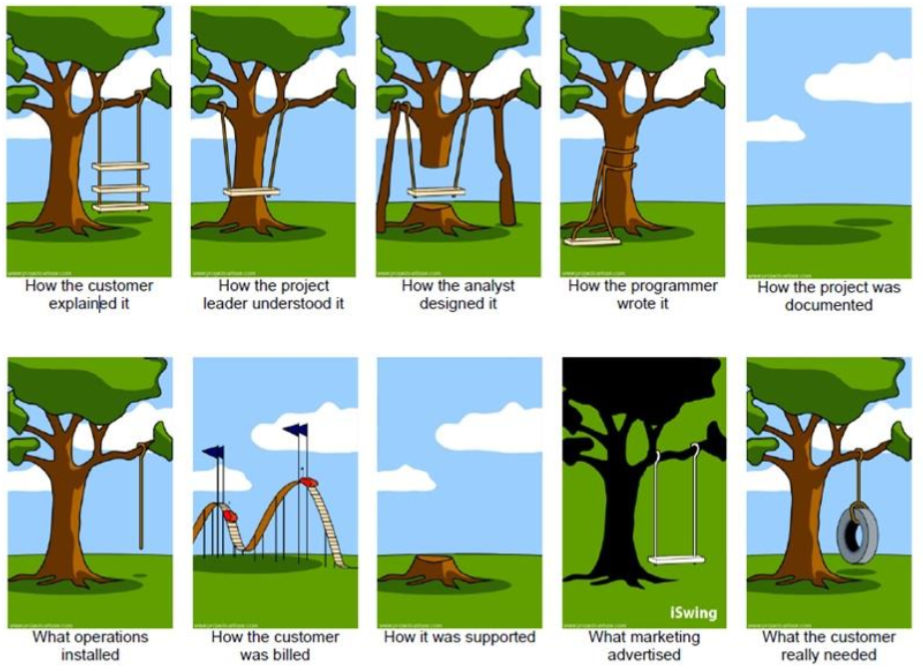 How the customer
explained it
How the project
leader understood it
How the analyst
designed it
How the programmer
wrote it
How the project was
documented
What operations
installed
How the customer
was billed
How it was supported
iSwing
What marketing
advertised
What the customer
really needed